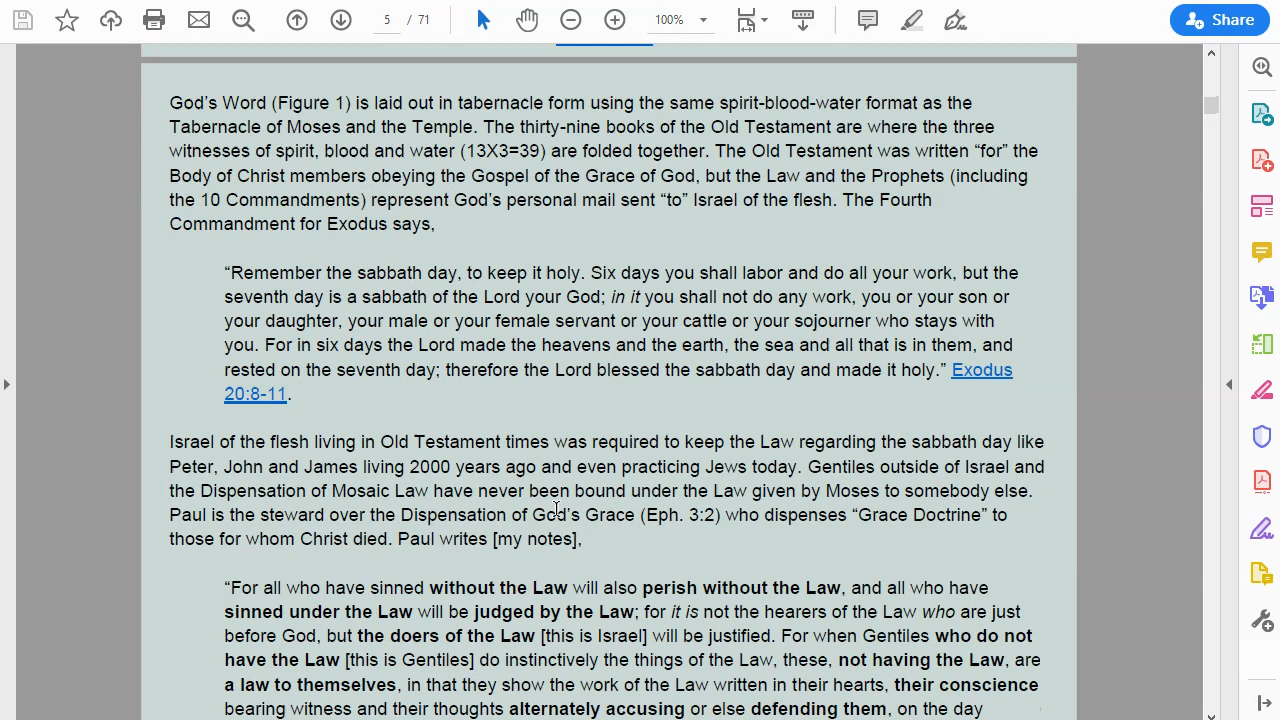 5 / 71
100%
Share
God's Word (Figure 1) is laid out in tabernacle form using the same spirit-blood-water format as the
Tabernacle of Moses and the Temple. The thirty-nine books of the Old Testament are where the three
witnesses of spirit, blood and water (13X3=39) are folded together. The Old Testament was written “for” the
Body of Christ members obeying the Gospel of the Grace of God, but the Law and the Prophets (including
the 10 Commandments) represent God's personal mail sent “to” Israel of the flesh. The Fourth
Commandment for Exodus says,
“Remember the sabbath day, to keep it holy. Six days you shall labor and do all your work, but the
seventh day is a sabbath of the Lord your God; in it you shall not do any work, you or your son or
your daughter, your male or your female servant or your cattle or your sojourner who stays with
you. For in six days the Lord made the heavens and the earth, the sea and all that is in them, and
rested on the seventh day; therefore the Lord blessed the sabbath day and made it holy.” Exodus
20:8-11.
Israel of the flesh living in Old Testament times was required to keep the Law regarding the sabbath day like
Peter, John and James living 2000 years ago and even practicing Jews today. Gentiles outside of Israel and
the Dispensation of Mosaic Law have never been bound under the Law given by Moses to somebody else.
Paul is the steward over the Dispensation of God's Grace (Eph. 3:2) who dispenses “Grace Doctrine” to
those for whom Christ died. Paul writes [my notes],
“For all who have sinned without the Law will also perish without the Law, and all who have
sinned under the Law will be judged by the Law; for it is not the hearers of the Law who are just
before God, but the doers of the Law [this is Israel] will be justified. For when Gentiles who do not
have the Law [this is Gentiles] do instinctively the things of the Law, these, not having the Law, are
a law to themselves, in that they show the work of the Law written in their hearts, their conscience
bearing witness and their thoughts alternately accusing or else defending them, on the day